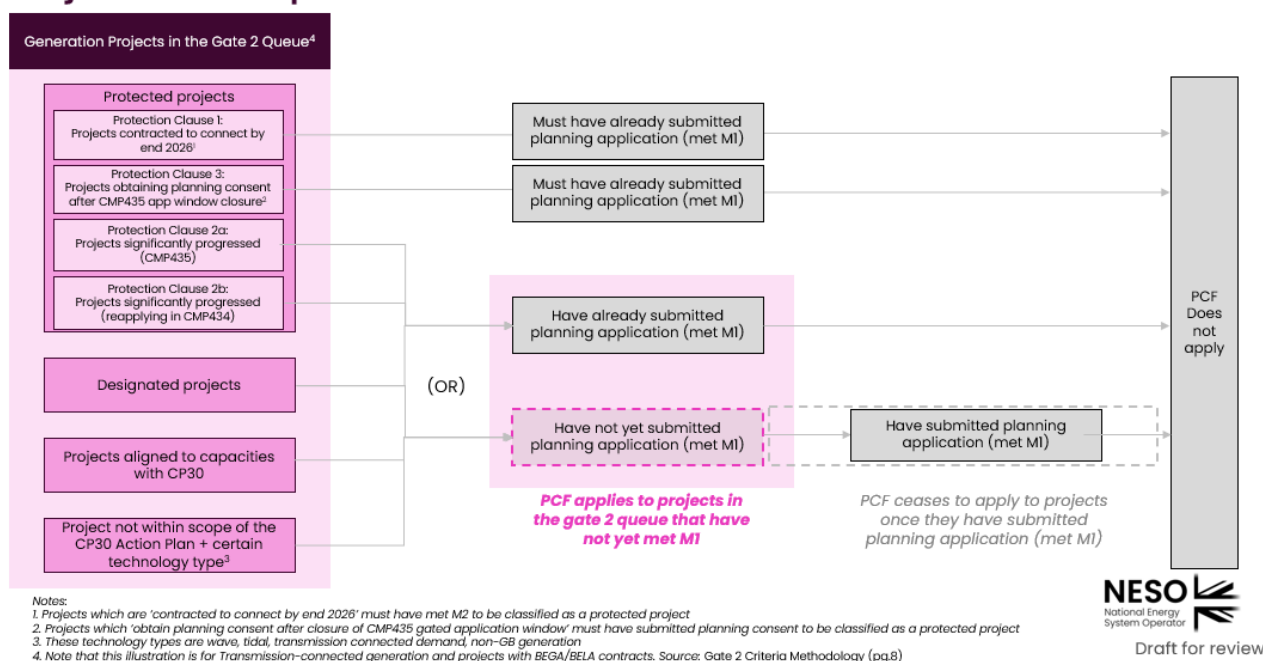 Generation Projects in the Gate 2 Queue⁴
Protected projects
Protection Clause 1:
Projects contracted to connect by
end 2026¹
Protection Clause 3:
Projects obtaining planning consent
after CMP435 app window closure²
Protection Clause 2a:
Projects significantly progressed
(CMP435)
Protection Clause 2b:
Projects significantly progressed
(reapplying in CMP434)
Designated projects
Projects aligned to capacities
with CP30
Project not within scope of the
CP30 Action Plan + certain
technology type³
Must have already submitted
planning application (met M1)
Must have already submitted
planning application (met M1)
Have already submitted
planning application (met M1)
(OR)
Have not yet submitted
planning application (met M1)
PCF applies to projects in
the gate 2 queue that have
not yet met M1
Have submitted planning
application (met M1)
PCF ceases to apply to projects
once they have submitted
planning application (met M1)
PCF
Does
not
apply
Notes:
1. Projects which are 'contracted to connect by end 2026' must have met M2 to be classified as a protected project
2. Projects which 'obtain planning consent after closure of CMP435 gated application window' must have submitted planning consent to be classified as a protected project
3. These technology types are wave, tidal, transmission connected demand, non-GB generation
4. Note that this illustration is for Transmission-connected generation and projects with BEGA/BELA contracts. Source: Gate 2 Criteria Methodology (pg.8)
NESO
National Energy
System Operator
Draft for review